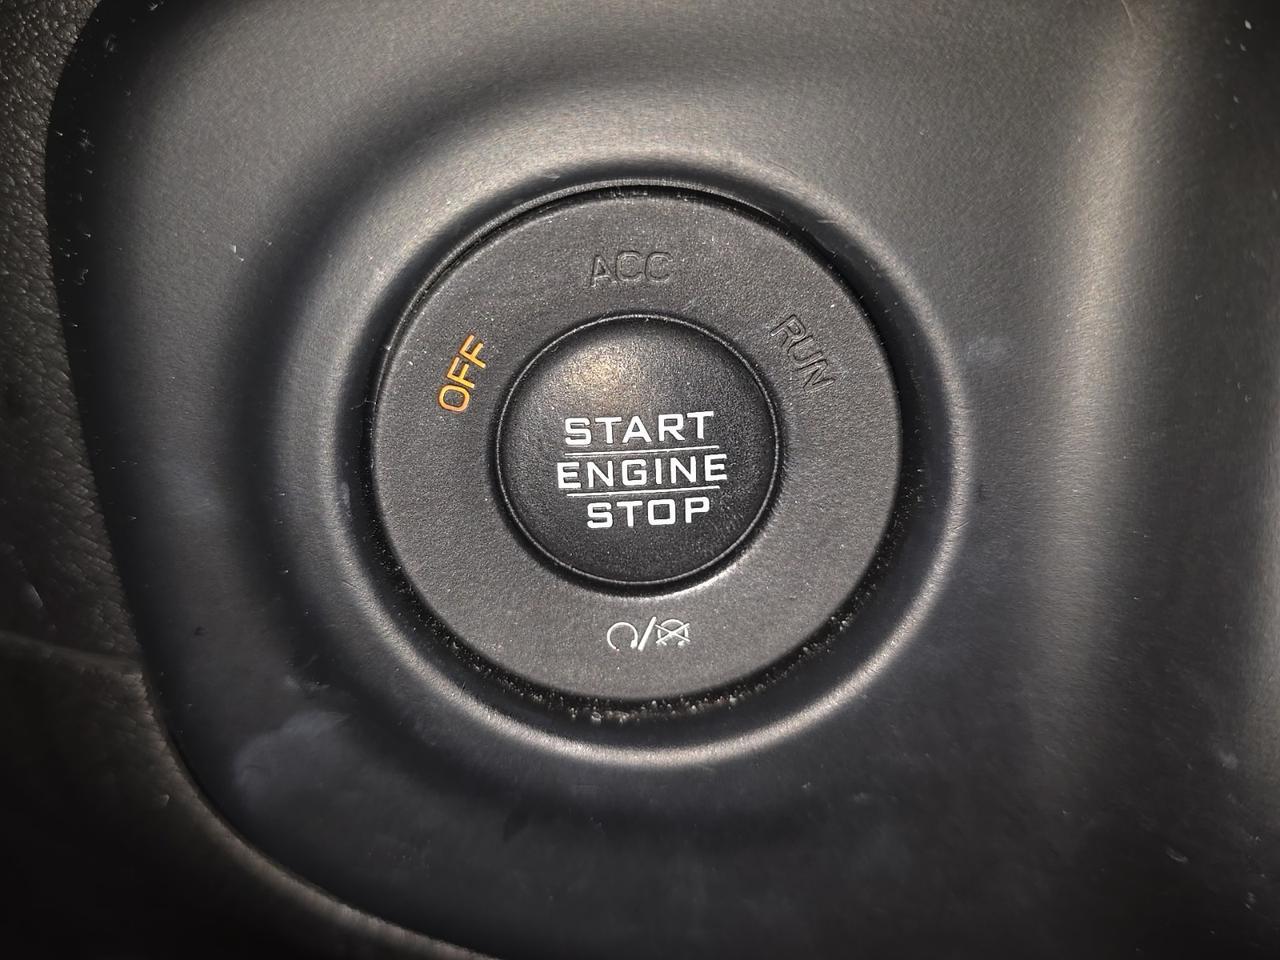 ACC
OFF
RUN
START
ENGINE
STOP